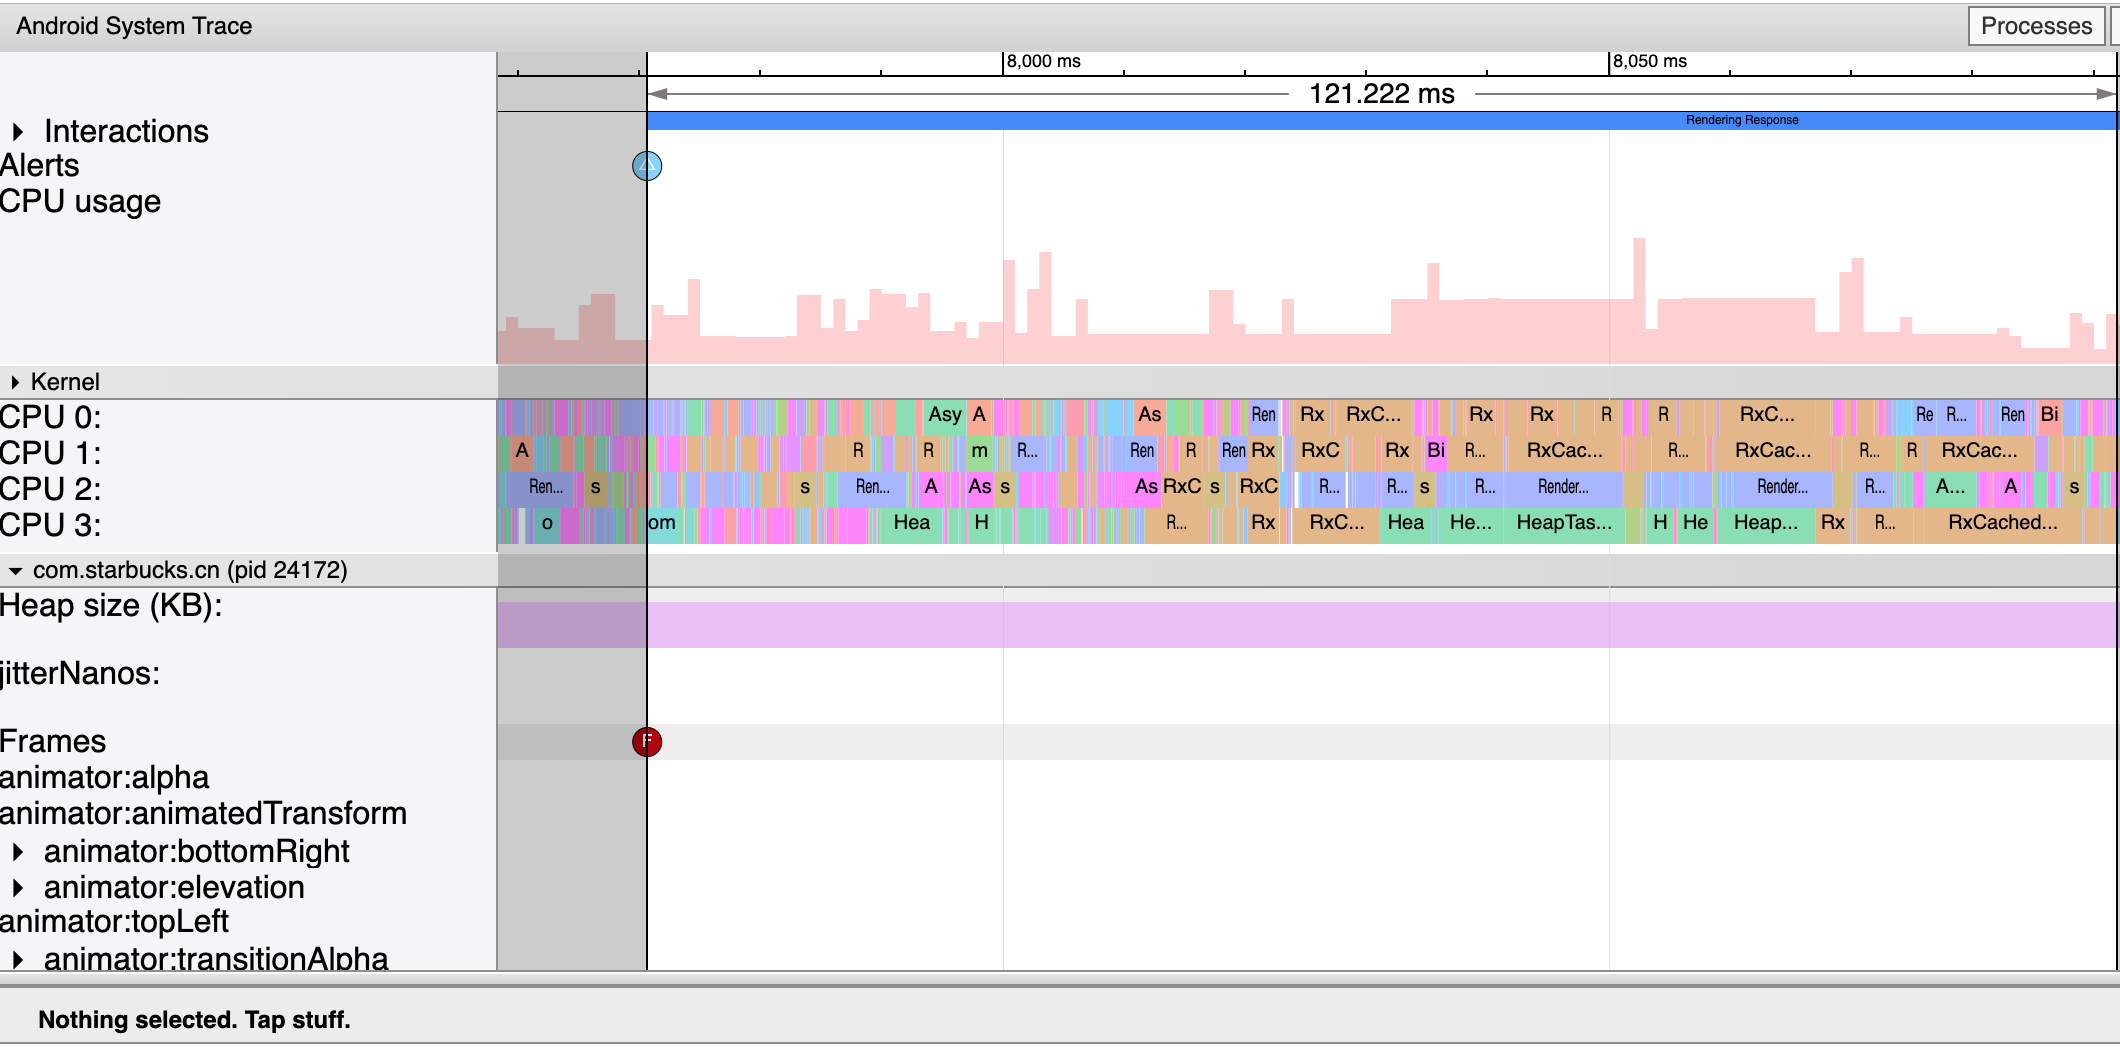 Android System Trace
Processes
8,000 ms 8,050 ms
121.222 ms
Interactions
Rendering Response
Alerts
CPU usage
Kernel
CPU 0: Asy A As Ren Rx RxC... Rx Rx R R RxC... Re R... Ren Bi
CPU 1: A R R m R... Ren R Ren Rx RxC Rx Bi R... RxCac... R... RxCac... R... R RxCac...
CPU 2: Ren... s s Ren... A As s As RxC s RxC R... R... s R... Render... Render... R... A... A s
CPU 3: o om Hea H R... Rx RxC... Hea He... HeapTas... H He Heap... Rx R... RxCached...
com.starbucks.cn (pid 24172)
Heap size (KB):
jitterNanos:
Frames F
animator:alpha
animator:animatedTransform
animator:bottomRight
animator:elevation
animator:topLeft
animator:transitionAlpha
Nothing selected. Tap stuff.